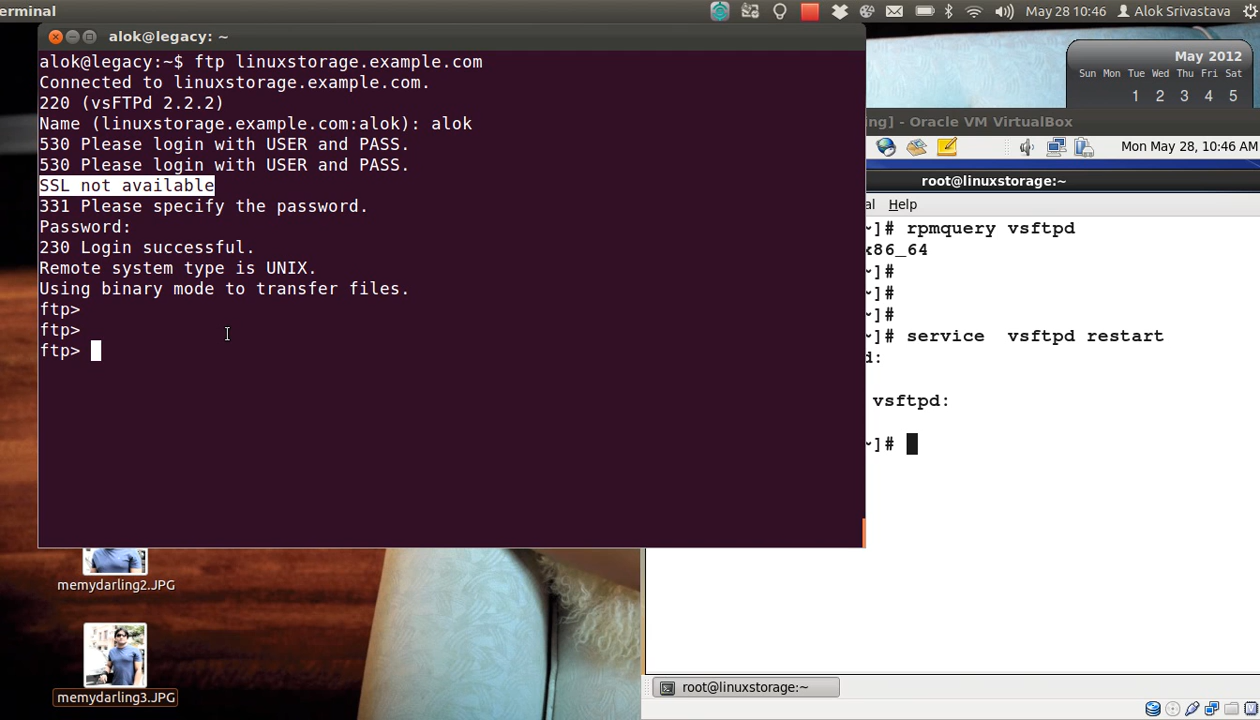 erminal
May 28 10:46
Alok Srivastava
alok@legacy: ~
alok@legacy:~$ ftp linuxstorage.example.com
Connected to linuxstorage.example.com.
220 (vsFTPd 2.2.2)
Name (linuxstorage.example.com:alok): alok
530 Please login with USER and PASS.
530 Please login with USER and PASS.
SSL not available
331 Please specify the password.
Password:
230 Login successful.
Remote system type is UNIX.
Using binary mode to transfer files.
ftp>
ftp>
ftp>
memydarling2.JPG
memydarling3.JPG
May 2012
Sun Mon Tue Wed Thu Fri Sat
1 2 3 4 5
ing] - Oracle VM VirtualBox
Mon May 28, 10:46 AM
root@linuxstorage:~
al Help
~]# rpmquery vsftpd
x86_64
~]#
~]#
~]#
~]# service  vsftpd restart
d:
vsftpd:
~]#
root@linuxstorage:~